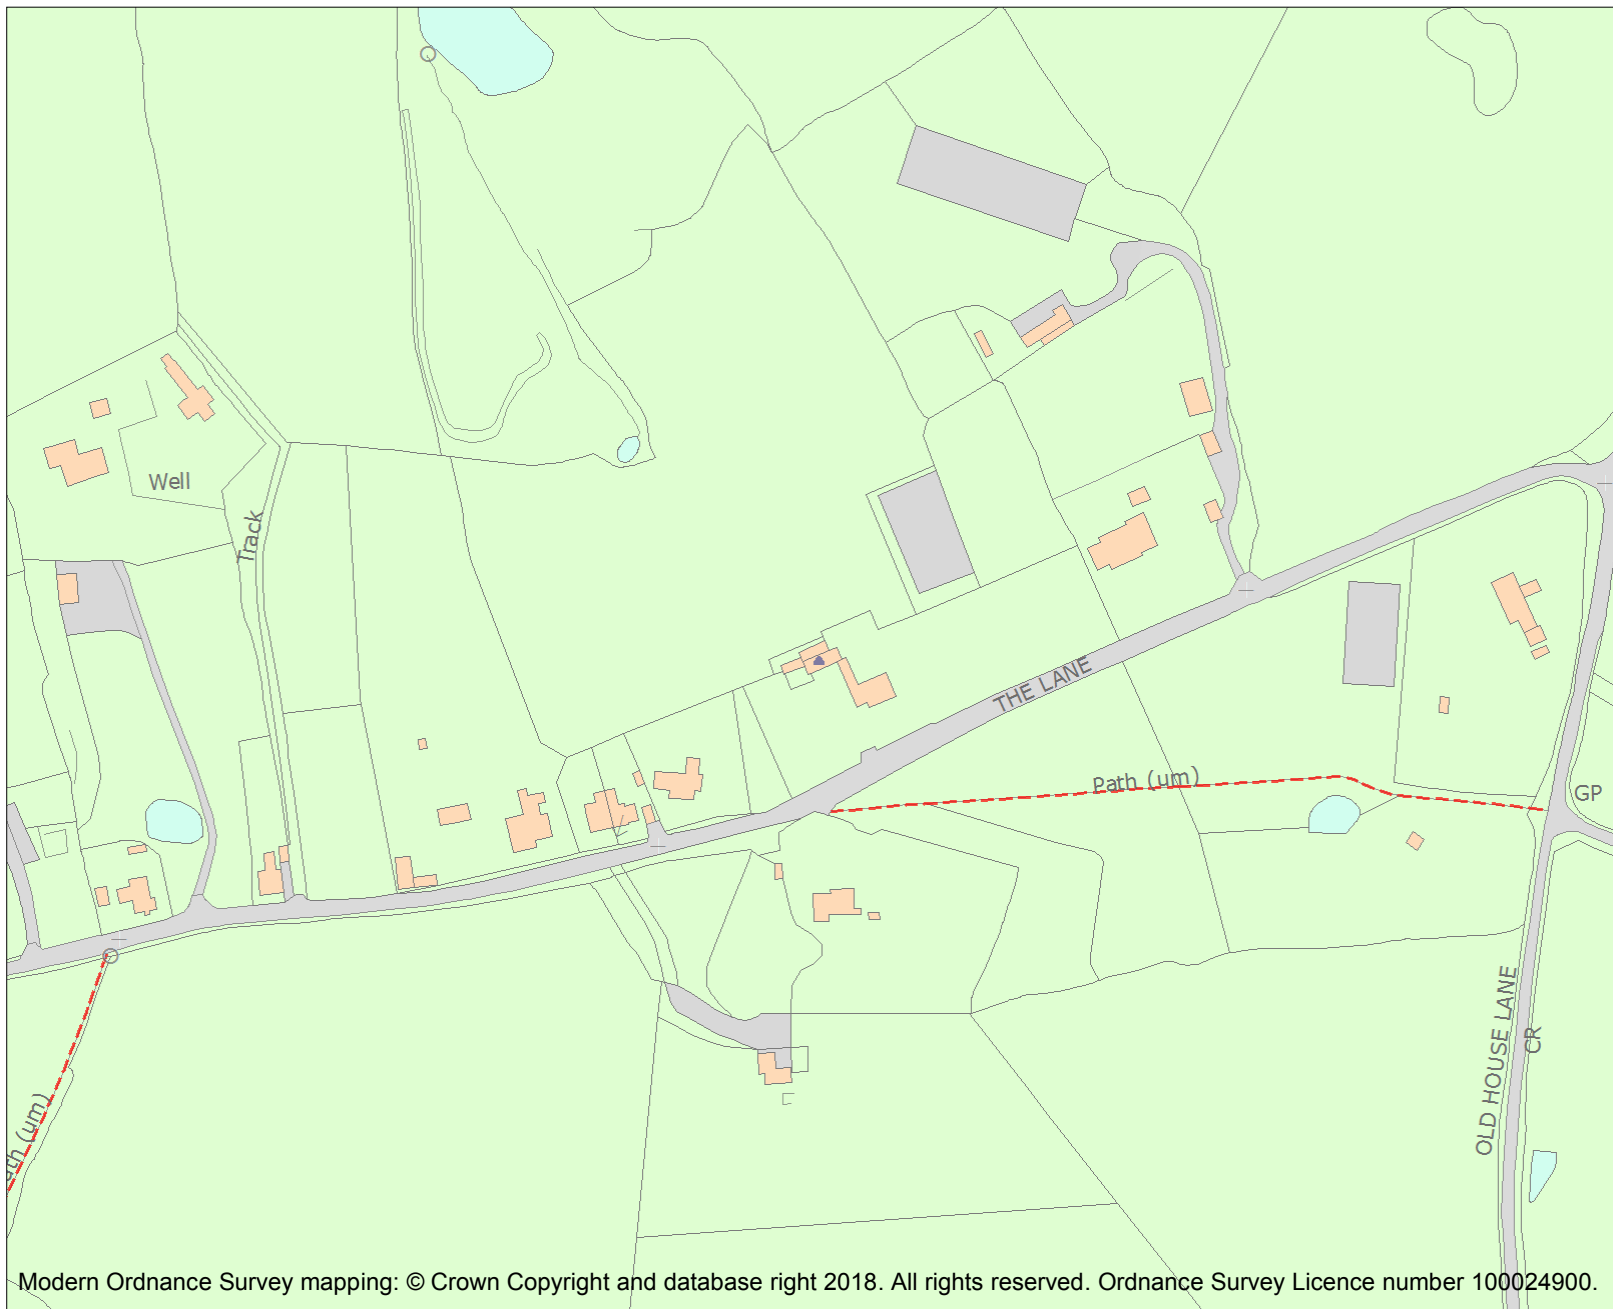 Well
Track
THE LANE
Path (um)
GP
OLD HOUSE LANE
CR
ath (um)
Modern Ordnance Survey mapping: © Crown Copyright and database right 2018. All rights reserved. Ordnance Survey Licence number 100024900.